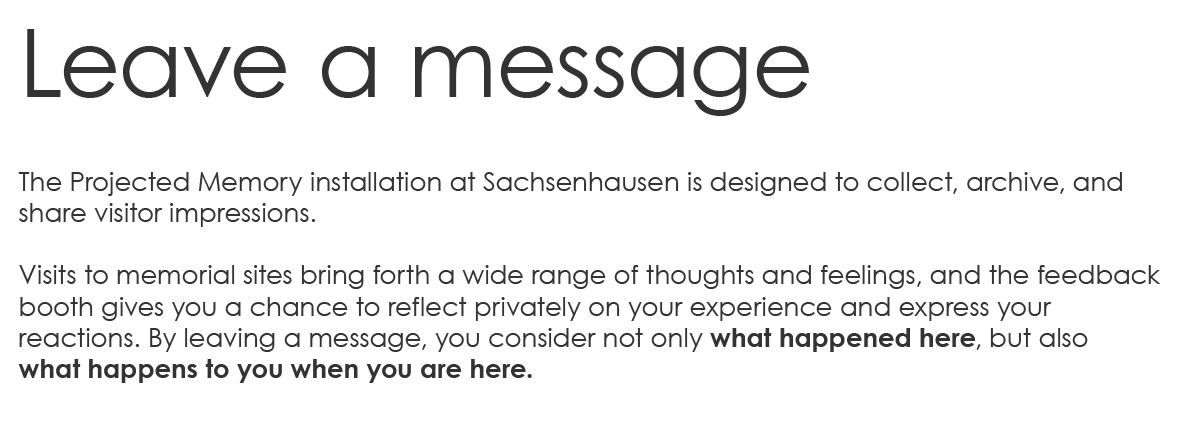 Leave a message
The Projected Memory installation at Sachsenhausen is designed to collect, archive, and
share visitor impressions.
Visits to memorial sites bring forth a wide range of thoughts and feelings, and the feedback
booth gives you a chance to reflect privately on your experience and express your
reactions. By leaving a message, you consider not only what happened here, but also
what happens to you when you are here.